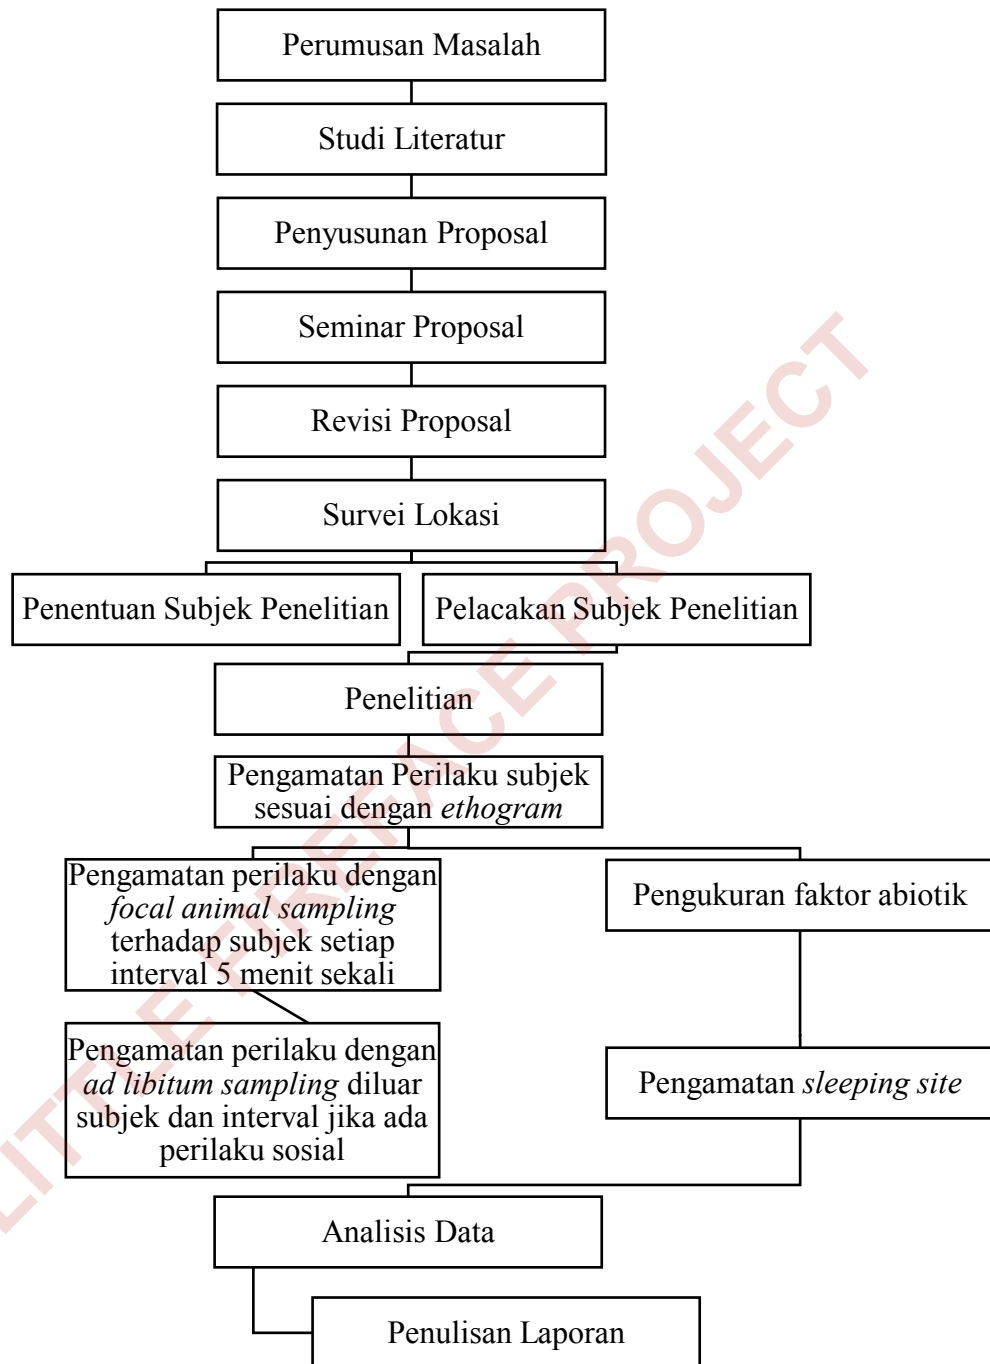 Perumusan Masalah
Studi Literatur
Penyusunan Proposal
Seminar Proposal
Revisi Proposal
Survei Lokasi
Penentuan Subjek Penelitian
Pelacakan Subjek Penelitian
Penelitian
Pengamatan Perilaku subjek
sesuai dengan ethogram
Pengamatan perilaku dengan
focal animal sampling
terhadap subjek setiap
interval 5 menit sekali
Pengukuran faktor abiotik
Pengamatan perilaku dengan
ad libitum sampling diluar
subjek dan interval jika ada
perilaku sosial
Pengamatan sleeping site
Analisis Data
Penulisan Laporan
LITTLE FIREFACE PROJECT